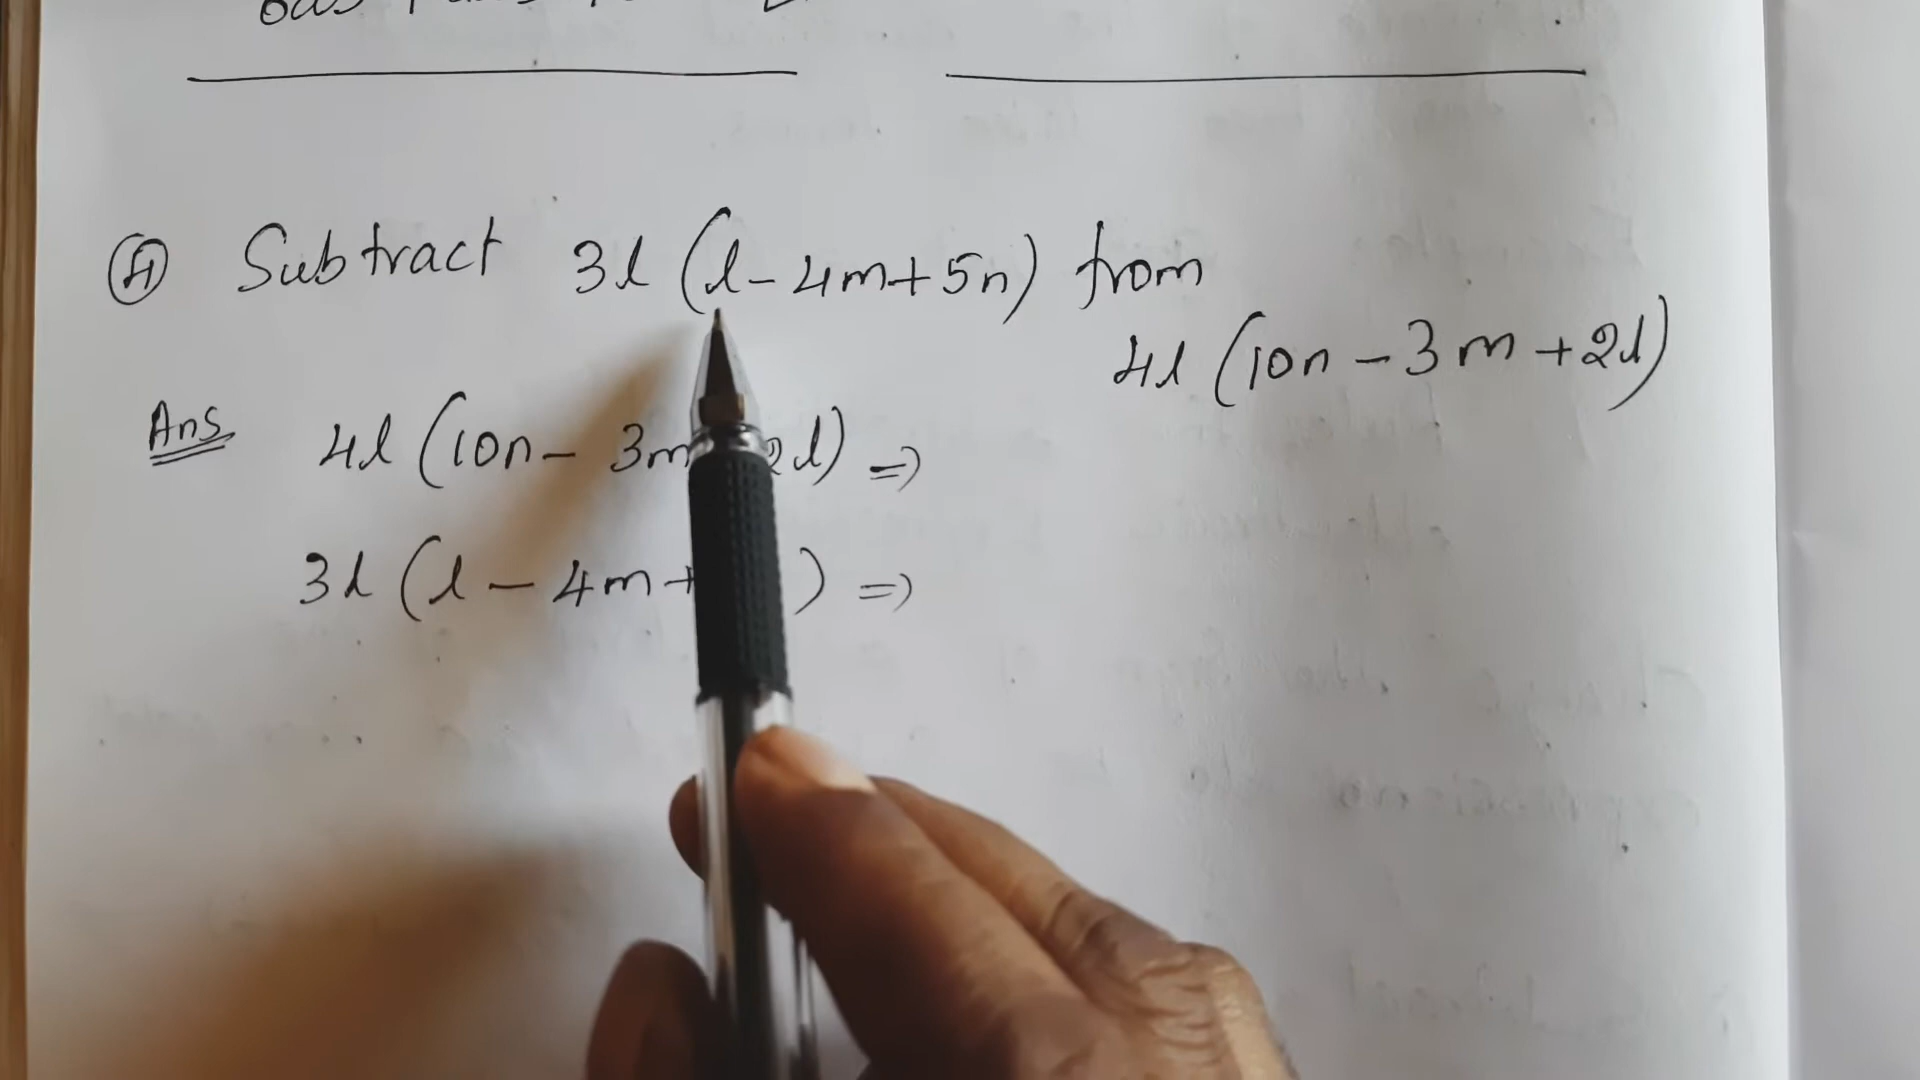 ④ Subtract 3l (l - 4m + 5n) from
4l (10n - 3m + 2l)
Ans 4l (10n - 3m 2l) =>
3l (l - 4m + ) =>